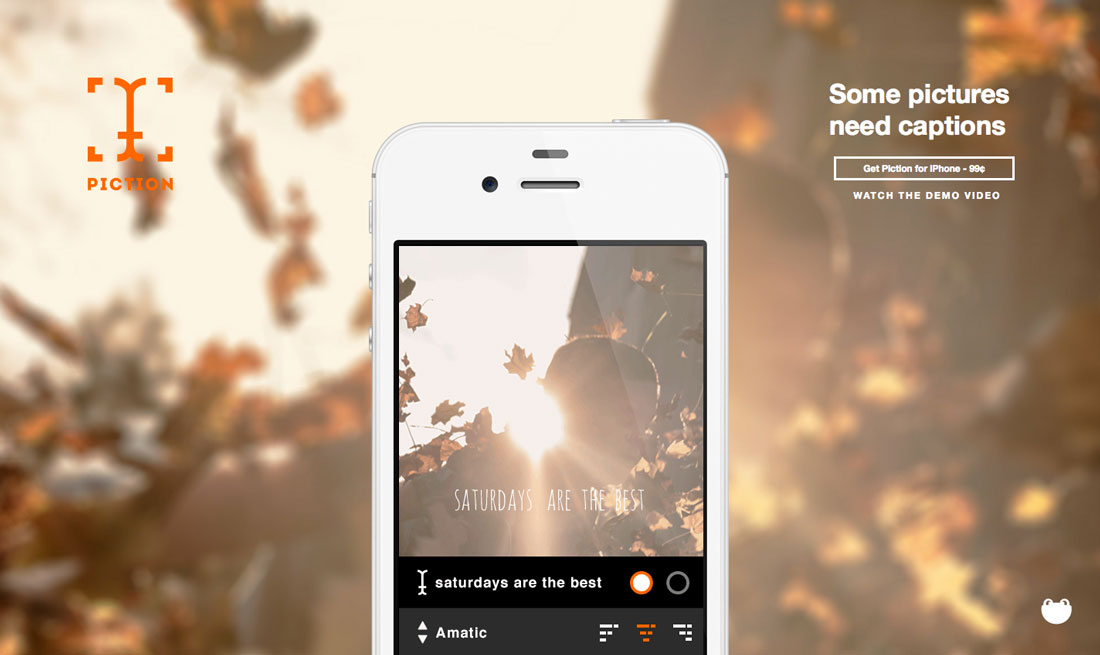 PICTION
Some pictures
need captions
Get Piction for iPhone - 99¢
WATCH THE DEMO VIDEO
SATURDAYS ARE THE BEST
saturdays are the best
Amatic